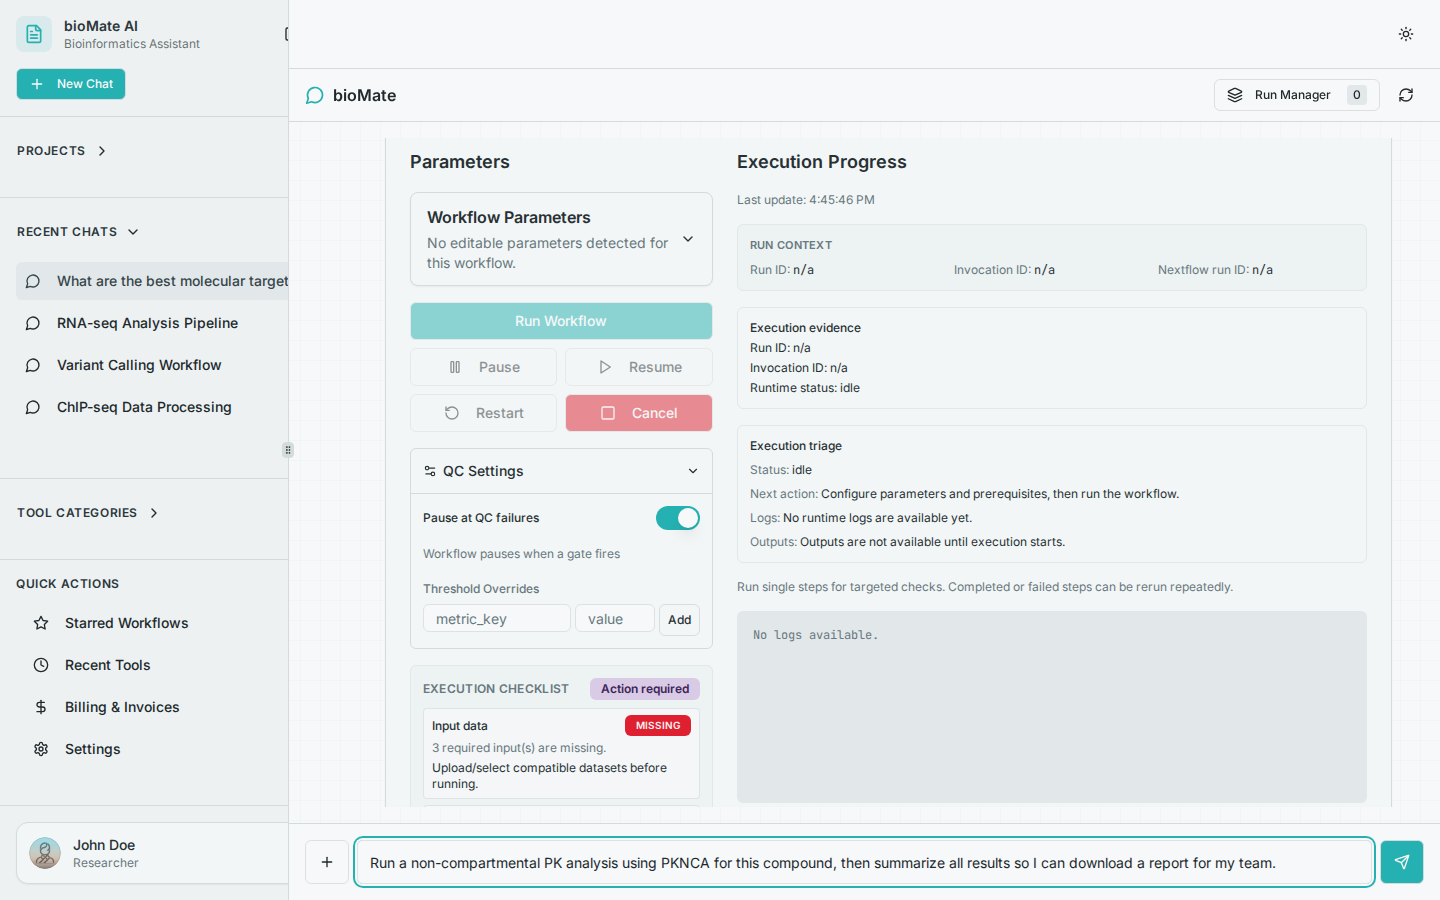 bioMate AI
Bioinformatics Assistant
New Chat
PROJECTS
RECENT CHATS
What are the best molecular target
RNA-seq Analysis Pipeline
Variant Calling Workflow
ChIP-seq Data Processing
TOOL CATEGORIES
QUICK ACTIONS
Starred Workflows
Recent Tools
Billing & Invoices
Settings
John Doe
Researcher
bioMate
Run Manager 0
Parameters
Workflow Parameters
No editable parameters detected for
this workflow.
Run Workflow
Pause
Resume
Restart
Cancel
QC Settings
Pause at QC failures
Workflow pauses when a gate fires
Threshold Overrides
metric_key
value
Add
EXECUTION CHECKLIST
Action required
Input data
MISSING
3 required input(s) are missing.
Upload/select compatible datasets before
running.
Execution Progress
Last update: 4:45:46 PM
RUN CONTEXT
Run ID: n/a
Invocation ID: n/a
Nextflow run ID: n/a
Execution evidence
Run ID: n/a
Invocation ID: n/a
Runtime status: idle
Execution triage
Status: idle
Next action: Configure parameters and prerequisites, then run the workflow.
Logs: No runtime logs are available yet.
Outputs: Outputs are not available until execution starts.
Run single steps for targeted checks. Completed or failed steps can be rerun repeatedly.
No logs available.
Run a non-compartmental PK analysis using PKNCA for this compound, then summarize all results so I can download a report for my team.